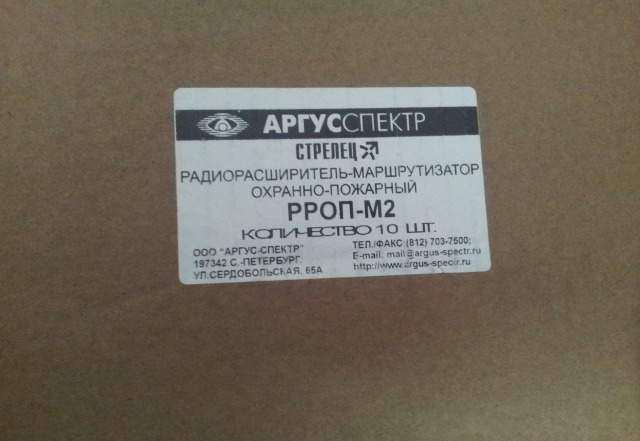 АРГУССПЕКТР
СТРЕЛЕЦ
РАДИОРАСШИРИТЕЛЬ-МАРШРУТИЗАТОР
ОХРАННО-ПОЖАРНЫЙ
РРОП-М2
КОЛИЧЕСТВО 10 ШТ.
ООО "АРГУС-СПЕКТР"
197342 С.-ПЕТЕРБУРГ,
УЛ.СЕРДОБОЛЬСКАЯ, 65А
ТЕЛ./ФАКС (812) 703-7500;
E-mail. mail@argus-spectr.ru
http://www.argus-spectr.ru